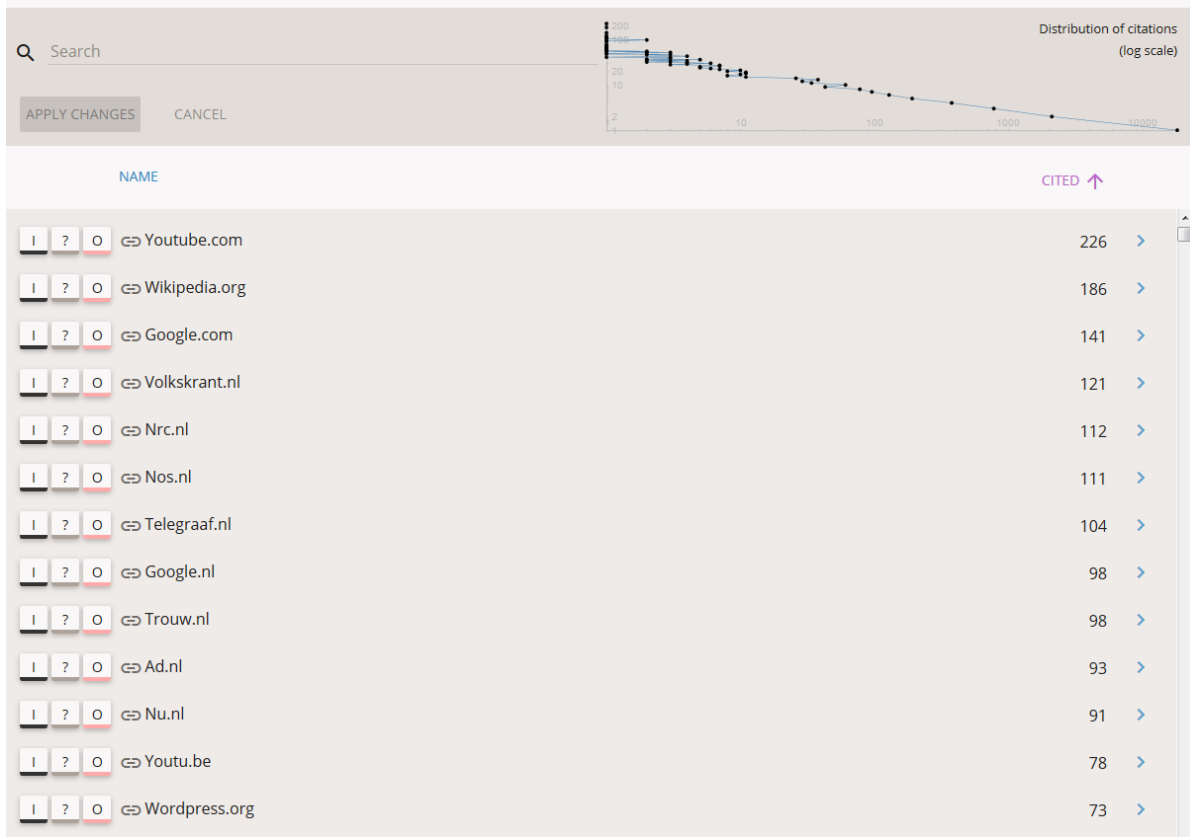 Search
APPLY CHANGES CANCEL
200
100
20
10
2
1
10 100 1000 10000
Distribution of citations
(log scale)
NAME CITED
I ? O Youtube.com 226
I ? O Wikipedia.org 186
I ? O Google.com 141
I ? O Volkskrant.nl 121
I ? O Nrc.nl 112
I ? O Nos.nl 111
I ? O Telegraaf.nl 104
I ? O Google.nl 98
I ? O Trouw.nl 98
I ? O Ad.nl 93
I ? O Nu.nl 91
I ? O Youtu.be 78
I ? O Wordpress.org 73